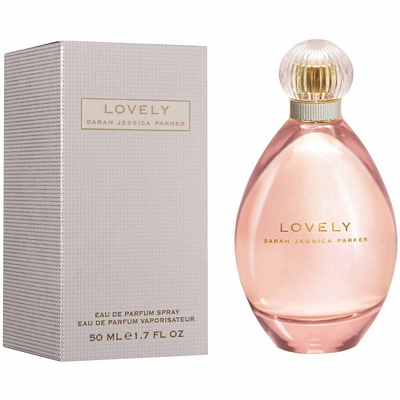 LOVELY
SARAH JESSICA PARKER
EAU DE PARFUM SPRAY
EAU DE PARFUM VAPORISATEUR
50 ML℮1.7 FL OZ
LOVELY
SARAH JESSICA PARKER